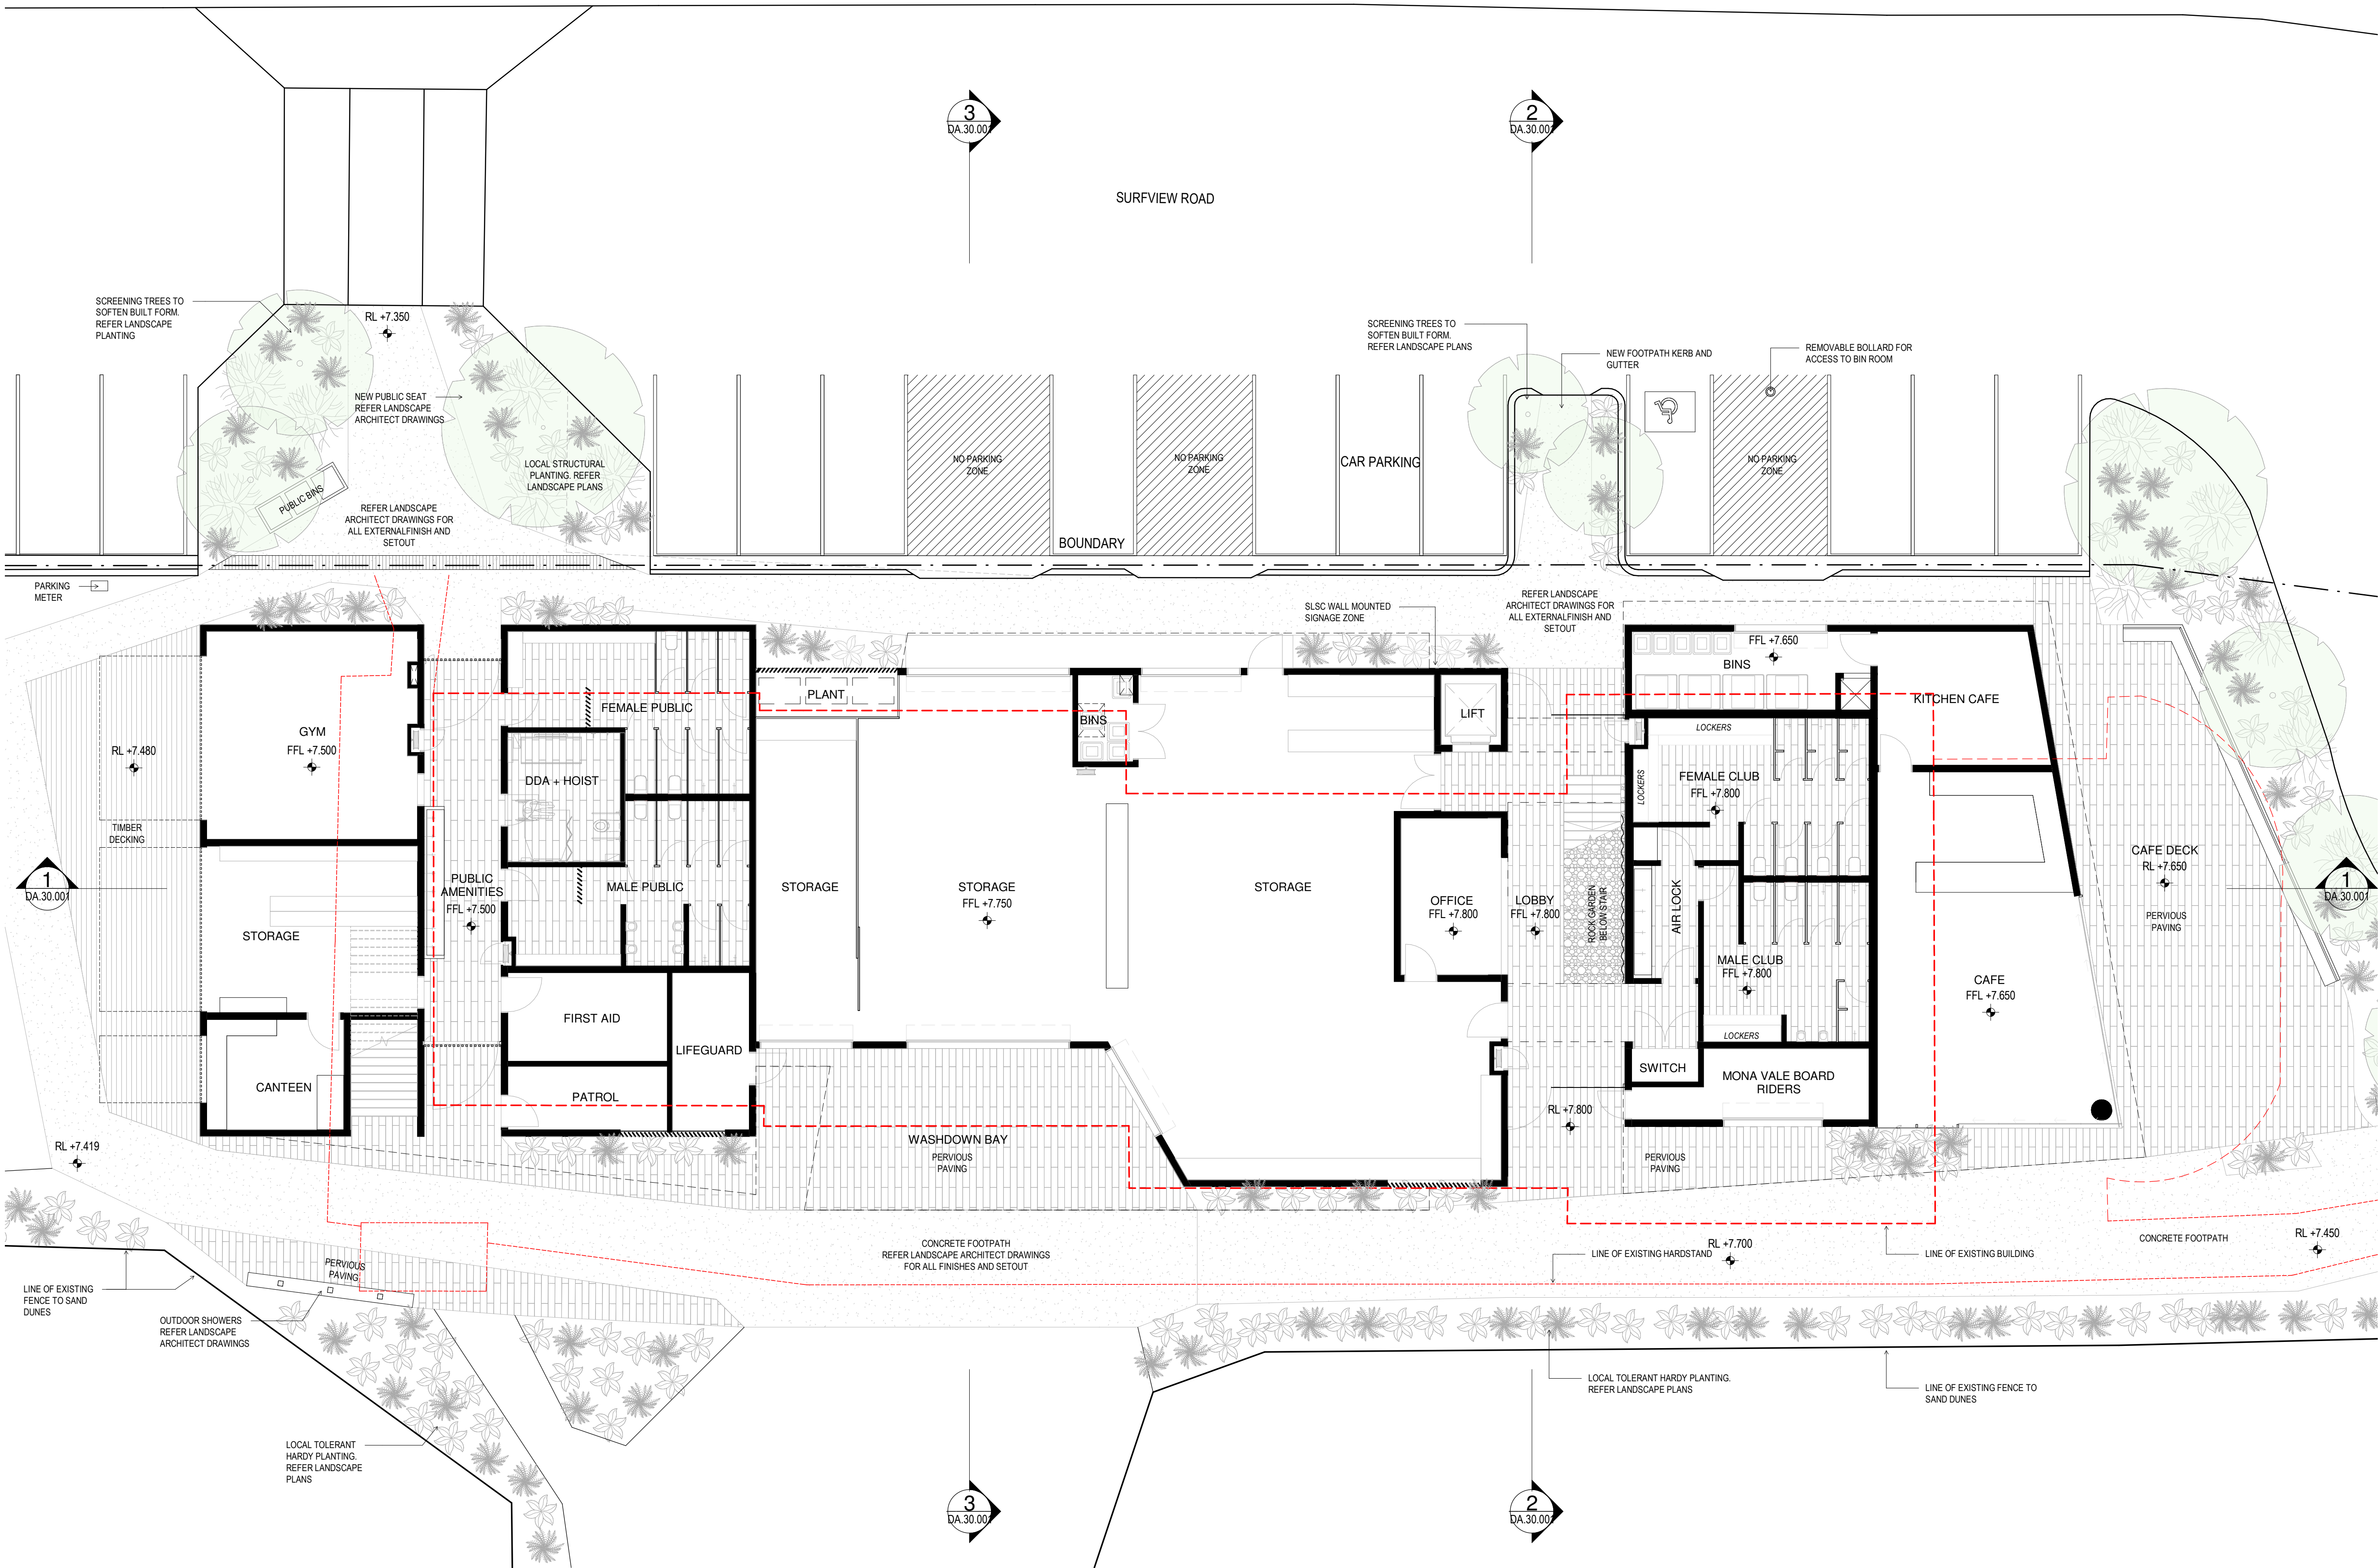 3
DA.30.001
2
DA.30.001
SURFVIEW ROAD
SCREENING TREES TO
SOFTEN BUILT FORM.
REFER LANDSCAPE
PLANTING
RL +7.350
SCREENING TREES TO
SOFTEN BUILT FORM.
REFER LANDSCAPE PLANS
NEW FOOTPATH KERB AND
GUTTER
REMOVABLE BOLLARD FOR
ACCESS TO BIN ROOM
NEW PUBLIC SEAT
REFER LANDSCAPE
ARCHITECT DRAWINGS
LOCAL STRUCTURAL
PLANTING. REFER
LANDSCAPE PLANS
NO PARKING
ZONE
NO PARKING
ZONE
CAR PARKING
NO PARKING
ZONE
PUBLIC BINS
REFER LANDSCAPE
ARCHITECT DRAWINGS FOR
ALL EXTERNALFINISH AND
SETOUT
BOUNDARY
PARKING
METER
SLSC WALL MOUNTED
SIGNAGE ZONE
REFER LANDSCAPE
ARCHITECT DRAWINGS FOR
ALL EXTERNALFINISH AND
SETOUT
FFL +7.650
BINS
PLANT
KITCHEN CAFE
FEMALE PUBLIC
BINS
LIFT
LOCKERS
GYM
FFL +7.500
RL +7.480
DDA + HOIST
LOCKERS
FEMALE CLUB
FFL +7.800
TIMBER
DECKING
CAFE DECK
RL +7.650
1
DA.30.001
PUBLIC
AMENITIES
FFL +7.500
MALE PUBLIC
STORAGE
STORAGE
FFL +7.750
STORAGE
OFFICE
FFL +7.800
LOBBY
FFL +7.800
ROCK GARDEN
BELOW STAIR
AIR LOCK
1
DA.30.001
PERVIOUS
PAVING
STORAGE
MALE CLUB
FFL +7.800
CAFE
FFL +7.650
FIRST AID
LIFEGUARD
LOCKERS
CANTEEN
PATROL
SWITCH
MONA VALE BOARD
RIDERS
RL +7.800
RL +7.419
WASHDOWN BAY
PERVIOUS
PAVING
PERVIOUS
PAVING
CONCRETE FOOTPATH
REFER LANDSCAPE ARCHITECT DRAWINGS
FOR ALL FINISHES AND SETOUT
LINE OF EXISTING HARDSTAND
RL +7.700
LINE OF EXISTING BUILDING
CONCRETE FOOTPATH
RL +7.450
PERVIOUS
PAVING
LINE OF EXISTING
FENCE TO SAND
DUNES
OUTDOOR SHOWERS
REFER LANDSCAPE
ARCHITECT DRAWINGS
LOCAL TOLERANT HARDY PLANTING.
REFER LANDSCAPE PLANS
LINE OF EXISTING FENCE TO
SAND DUNES
LOCAL TOLERANT
HARDY PLANTING.
REFER LANDSCAPE
PLANS
3
DA.30.001
2
DA.30.001